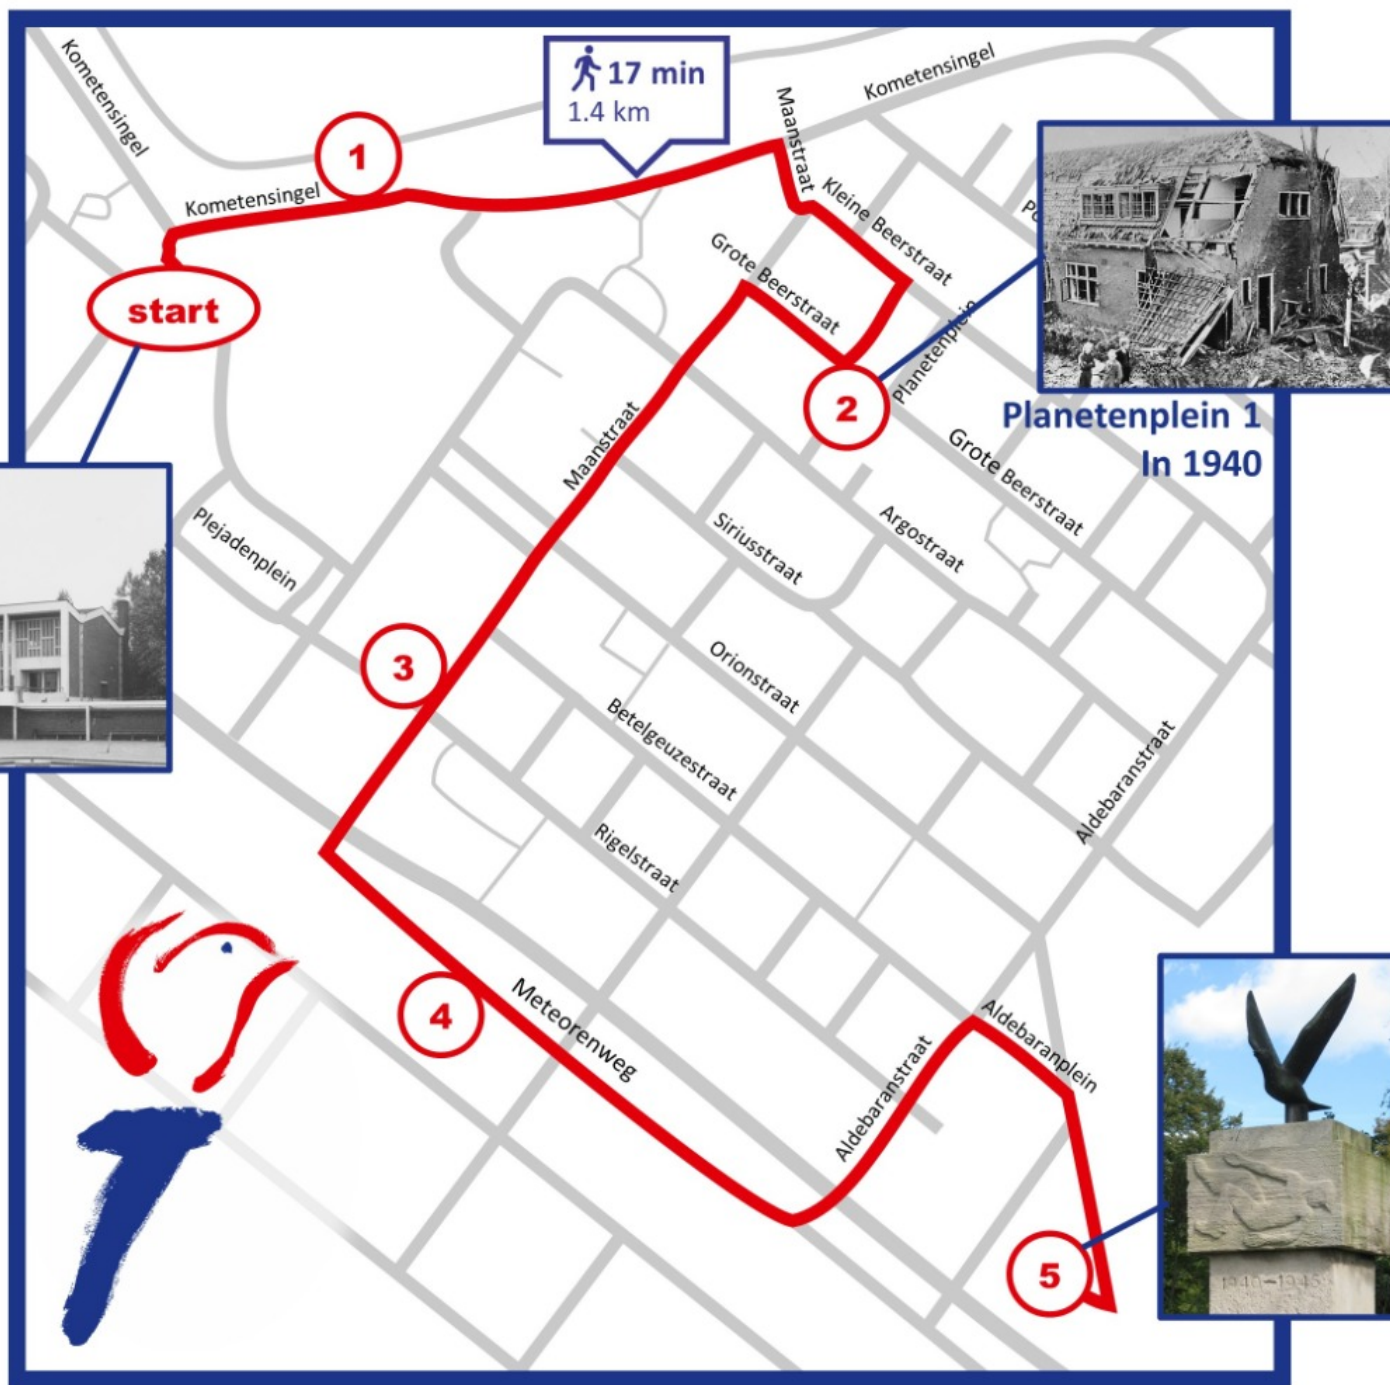 Kometensingel
17 min
1.4 km
Kometensingel
Maanstraat
1
Kometensingel
Kleine Beerstraat
Grote Beerstraat
start
Planetenplein
2
Planetenplein 1
In 1940
Maanstraat
Grote Beerstraat
Plejadenplein
Siriusstraat
Argostraat
3
Orionstraat
Betelgeuzestraat
Aldebaranstraat
Rigelstraat
4
Meteorenweg
Aldebaranplein
Aldebaranstraat
5
1940-1945